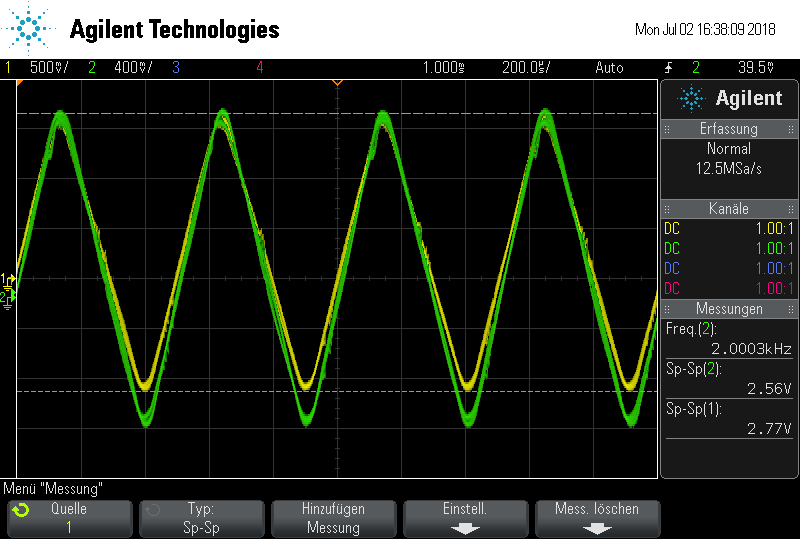 Agilent Technologies
Mon Jul 02 16:38:09 2018
1 500㎷/ 2 400㎷/ 3 4 1.000s 200.0s/ Auto 2 39.5㎷
Agilent
Erfassung
Normal
12.5MSa/s
Kanäle
DC 1.00:1
DC 1.00:1
DC 1.00:1
DC 1.00:1
Messungen
Freq.(2):
2.0003kHz
Sp-Sp(2):
2.56V
Sp-Sp(1):
2.77V
1
2
Menü "Messung"
Quelle
1
Typ:
Sp-Sp
Hinzufügen
Messung
Einstell.
Mess. löschen